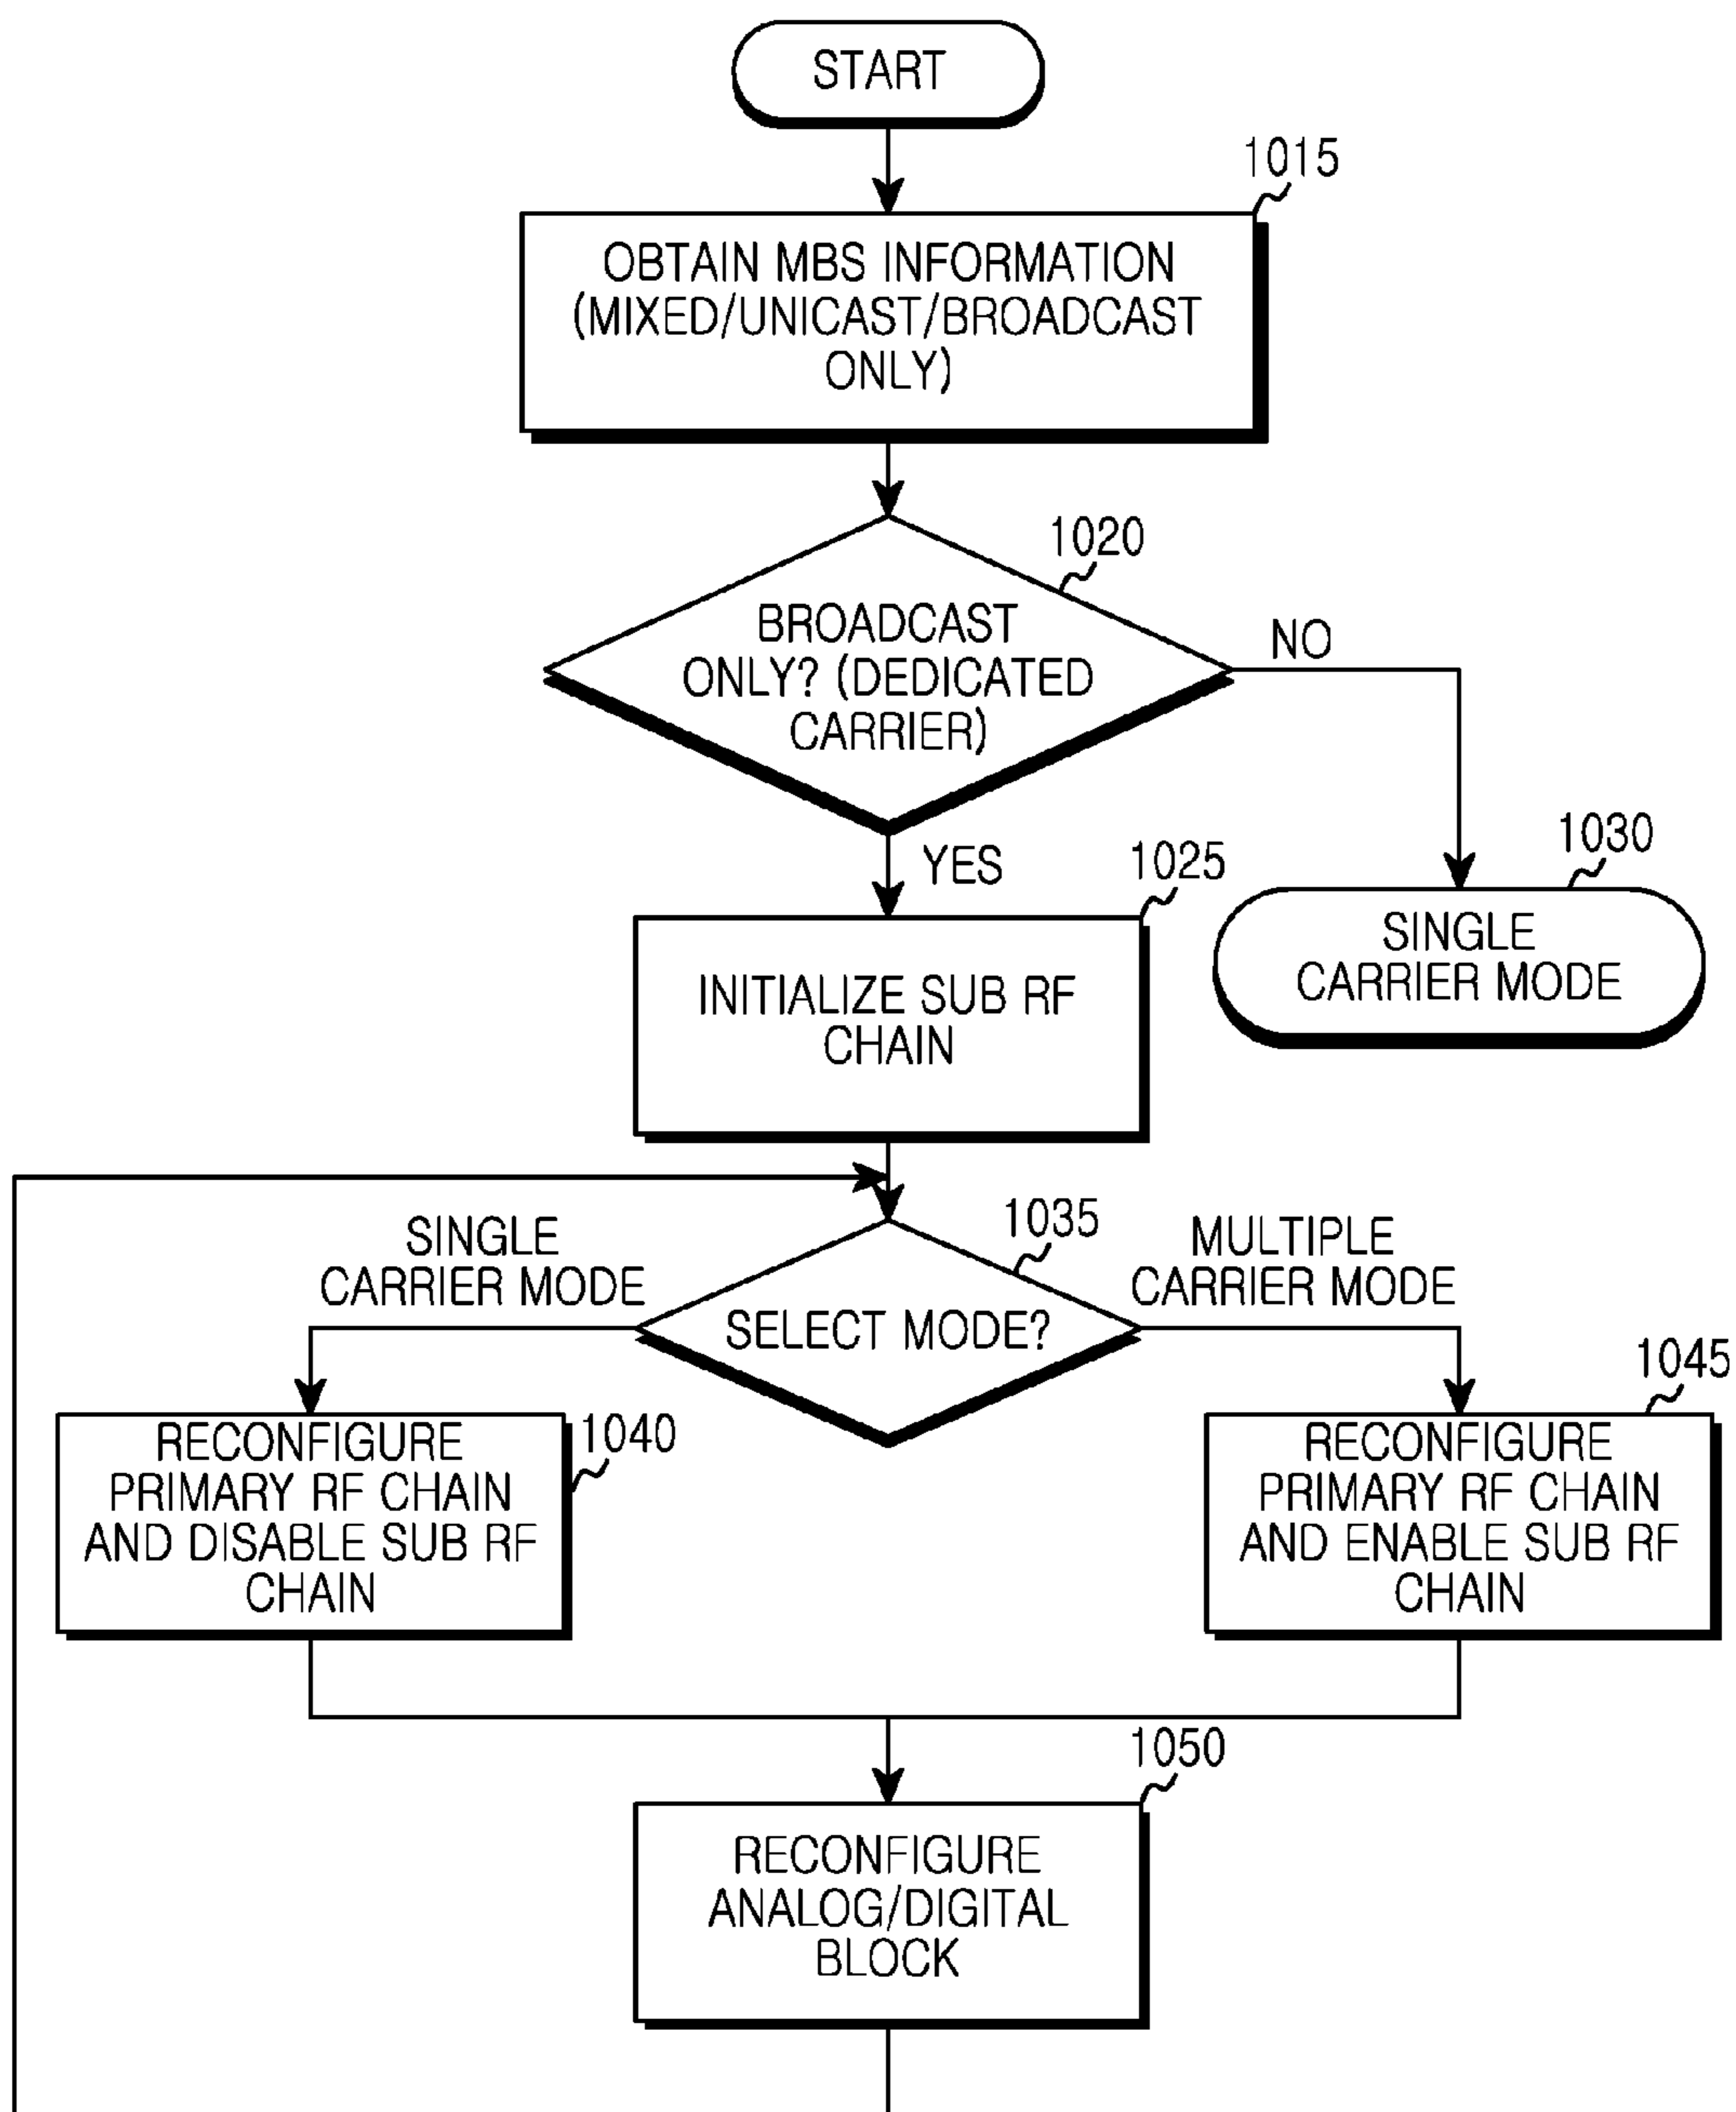 START
1015
OBTAIN MBS INFORMATION
(MIXED/UNICAST/BROADCAST
ONLY)
1020
BROADCAST
ONLY? (DEDICATED
CARRIER)
NO
YES
1025
1030
INITIALIZE SUB RF
CHAIN
SINGLE
CARRIER MODE
1035
SINGLE
CARRIER MODE
MULTIPLE
CARRIER MODE
SELECT MODE?
1040
RECONFIGURE
PRIMARY RF CHAIN
AND DISABLE SUB RF
CHAIN
1045
RECONFIGURE
PRIMARY RF CHAIN
AND ENABLE SUB RF
CHAIN
1050
RECONFIGURE
ANALOG/DIGITAL
BLOCK